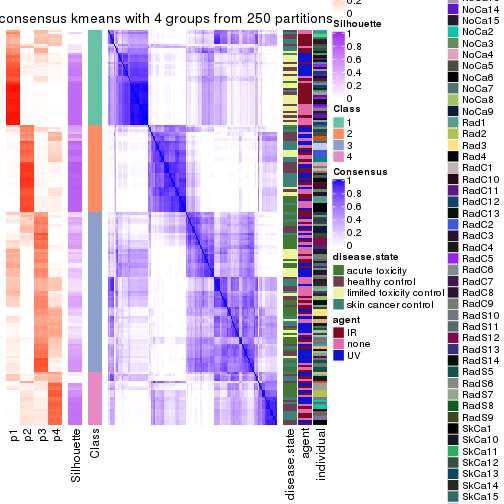 consensus kmeans with 4 groups from 250 partitions
p1
p2
p3
p4
Silhouette
Class
disease.state
agent
individual
0.2
0
Silhouette
1
0.8
0.6
0.4
0.2
0
Class
1
2
3
4
Consensus
1
0.8
0.6
0.4
0.2
0
disease.state
acute toxicity
healthy control
limited toxicity control
skin cancer control
agent
IR
none
UV
NoCa14
NoCa15
NoCa2
NoCa3
NoCa4
NoCa5
NoCa6
NoCa7
NoCa8
NoCa9
Rad1
Rad2
Rad3
Rad4
RadC1
RadC10
RadC11
RadC12
RadC13
RadC2
RadC3
RadC4
RadC5
RadC6
RadC7
RadC8
RadC9
RadS10
RadS11
RadS12
RadS13
RadS14
RadS5
RadS6
RadS7
RadS8
RadS9
SkCa1
SkCa10
SkCa11
SkCa12
SkCa13
SkCa14
SkCa15